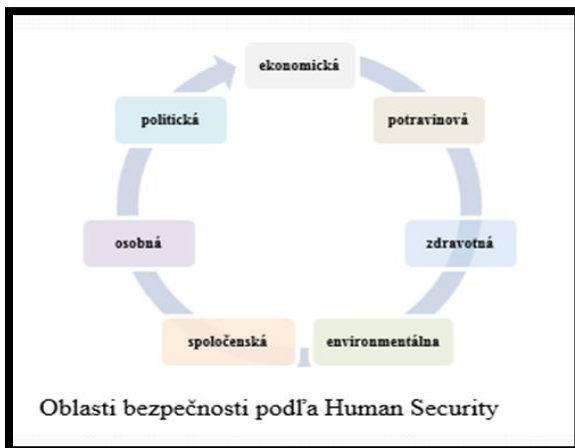 ekonomická
potravinová
zdravotná
environmentálna
spoločenská
osobná
politická
Oblasti bezpečnosti podľa Human Security